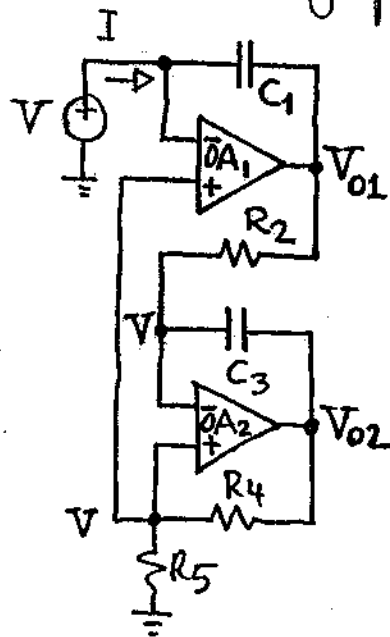 I
C1
V
+
-
OA1
+
V01
R2
V
C3
-
OA2
+
V02
R4
V
R5